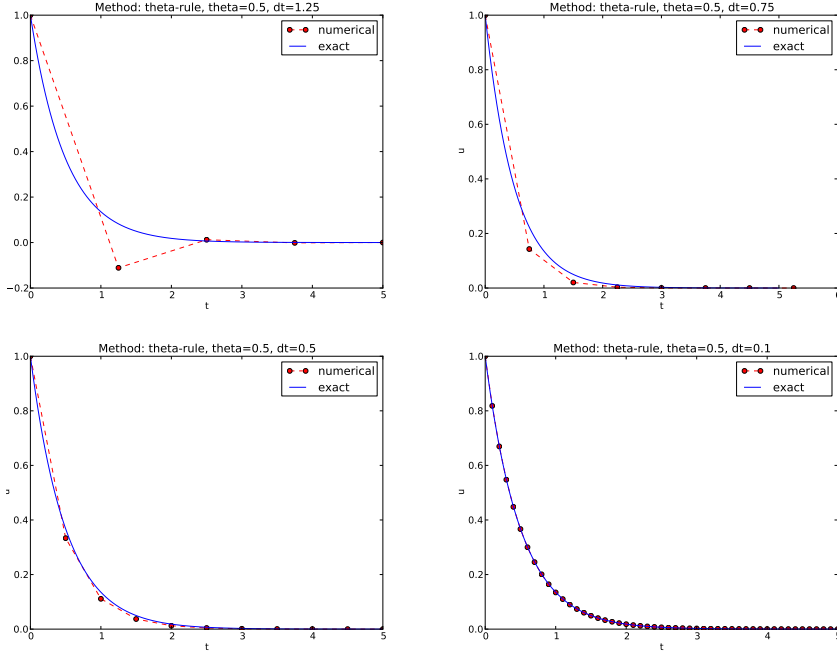 Method: theta-rule, theta=0.5, dt=1.25
numerical
exact
1.0
0.8
0.6
0.4
0.2
0.0
−0.2
0 1 2 3 4 5
t
Method: theta-rule, theta=0.5, dt=0.75
numerical
exact
1.0
0.8
0.6
0.4
0.2
0.0
u
0 1 2 3 4 5 6
t
Method: theta-rule, theta=0.5, dt=0.5
numerical
exact
1.0
0.8
0.6
0.4
0.2
0.0
u
0 1 2 3 4 5
t
Method: theta-rule, theta=0.5, dt=0.1
numerical
exact
1.0
0.8
0.6
0.4
0.2
0.0
u
0 1 2 3 4 5
t